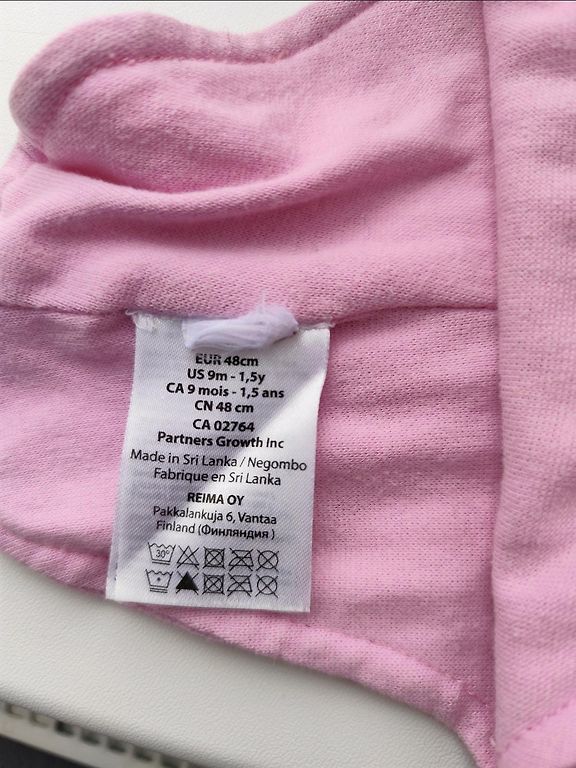 EUR 48cm
US 9m - 1,5y
CA 9 mois - 1,5 ans
CN 48 cm
CA 02764
Partners Growth Inc
Made in Sri Lanka / Negombo
Fabrique en Sri Lanka
REIMA OY
Pakkalankuja 6, Vantaa
Finland (Финляндия )
30°